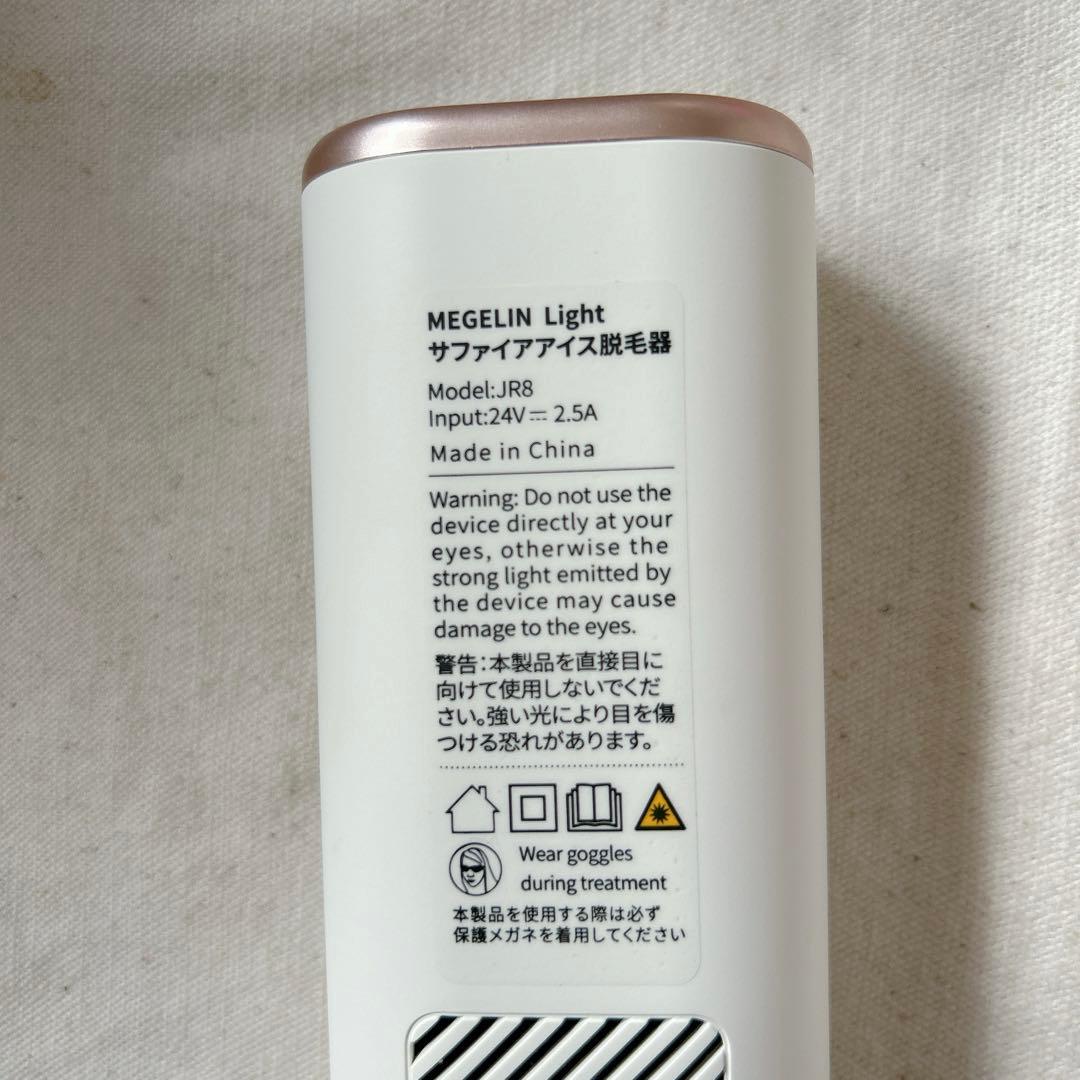 MEGELIN Light
サファイアアイス脱毛器
Model:JR8
Input:24V⎓ 2.5A
Made in China
Warning: Do not use the
device directly at your
eyes, otherwise the
strong light emitted by
the device may cause
damage to the eyes.
警告:本製品を直接目に
向けて使用しないでくだ
さい。強い光により目を傷
つける恐れがあります。
Wear goggles
during treatment
本製品を使用する際は必ず
保護メガネを着用してください